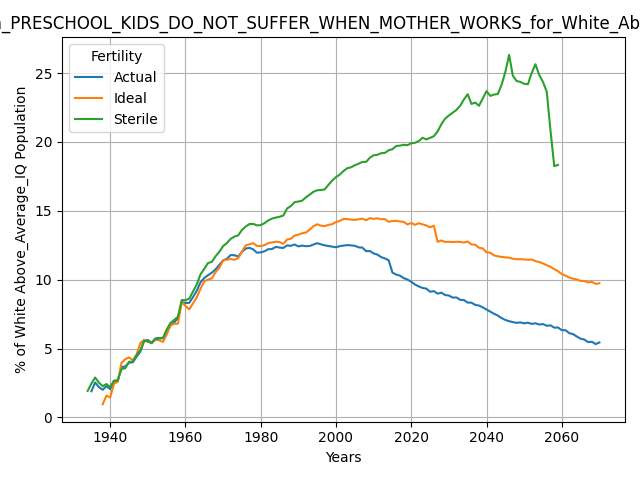 PRESCHOOL_KIDS_DO_NOT_SUFFER_WHEN_MOTHER_WORKS_for_White_Ab
Fertility
Actual
Ideal
Sterile
% of White Above_Average_IQ Population
25
20
15
10
5
0
1940 1960 1980 2000 2020 2040 2060
Years